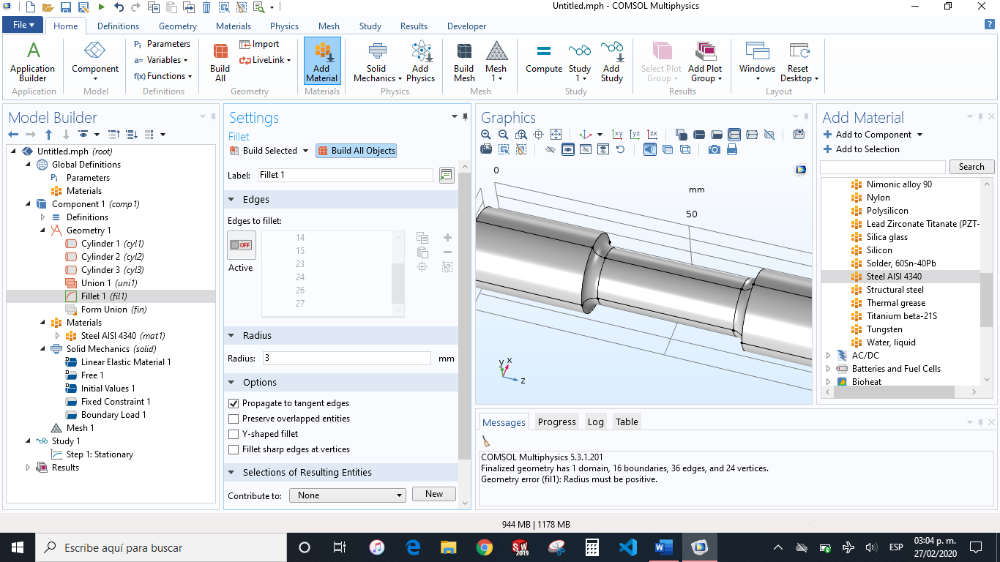 Untitled.mph - COMSOL Multiphysics
File Home Definitions Geometry Materials Physics Mesh Study Results Developer
Application Builder
Application
Component
Model
Pi Parameters
a= Variables
f(x) Functions
Definitions
Build All
Import
LiveLink
Geometry
Add Material
Materials
Solid Mechanics
Add Physics
Physics
Build Mesh
Mesh 1
Mesh
Compute
Study 1
Add Study
Study
Select Plot Group
Add Plot Group
Results
Windows
Reset Desktop
Layout
Model Builder
Untitled.mph (root)
Global Definitions
Pi Parameters
Materials
Component 1 (comp1)
Definitions
Geometry 1
Cylinder 1 (cyl1)
Cylinder 2 (cyl2)
Cylinder 3 (cyl3)
Union 1 (uni1)
Fillet 1 (fil1)
Form Union (fin)
Materials
Steel AISI 4340 (mat1)
Solid Mechanics (solid)
Linear Elastic Material 1
Free 1
Initial Values 1
Fixed Constraint 1
Boundary Load 1
Mesh 1
Study 1
Step 1: Stationary
Results
Settings
Fillet
Build Selected Build All Objects
Label: Fillet 1
Edges
Edges to fillet:
OFF
Active
14
15
23
24
26
27
Radius
Radius: 3 mm
Options
Propagate to tangent edges
Preserve overlapped entities
Y-shaped fillet
Fillet sharp edges at vertices
Selections of Resulting Entities
Contribute to: None New
Graphics
xy yz zx
0
mm
50
y x
z
Messages Progress Log Table
COMSOL Multiphysics 5.3.1.201
Finalized geometry has 1 domain, 16 boundaries, 36 edges, and 24 vertices.
Geometry error (fil1): Radius must be positive.
Add Material
Add to Component
Add to Selection
Search
Nimonic alloy 90
Nylon
Polysilicon
Lead Zirconate Titanate (PZT-
Silica glass
Silicon
Solder, 60Sn-40Pb
Steel AISI 4340
Structural steel
Thermal grease
Titanium beta-21S
Tungsten
Water, liquid
AC/DC
Batteries and Fuel Cells
Bioheat
944 MB | 1178 MB
Escribe aquí para buscar
SW 2019
ESP
03:04 p. m.
27/02/2020